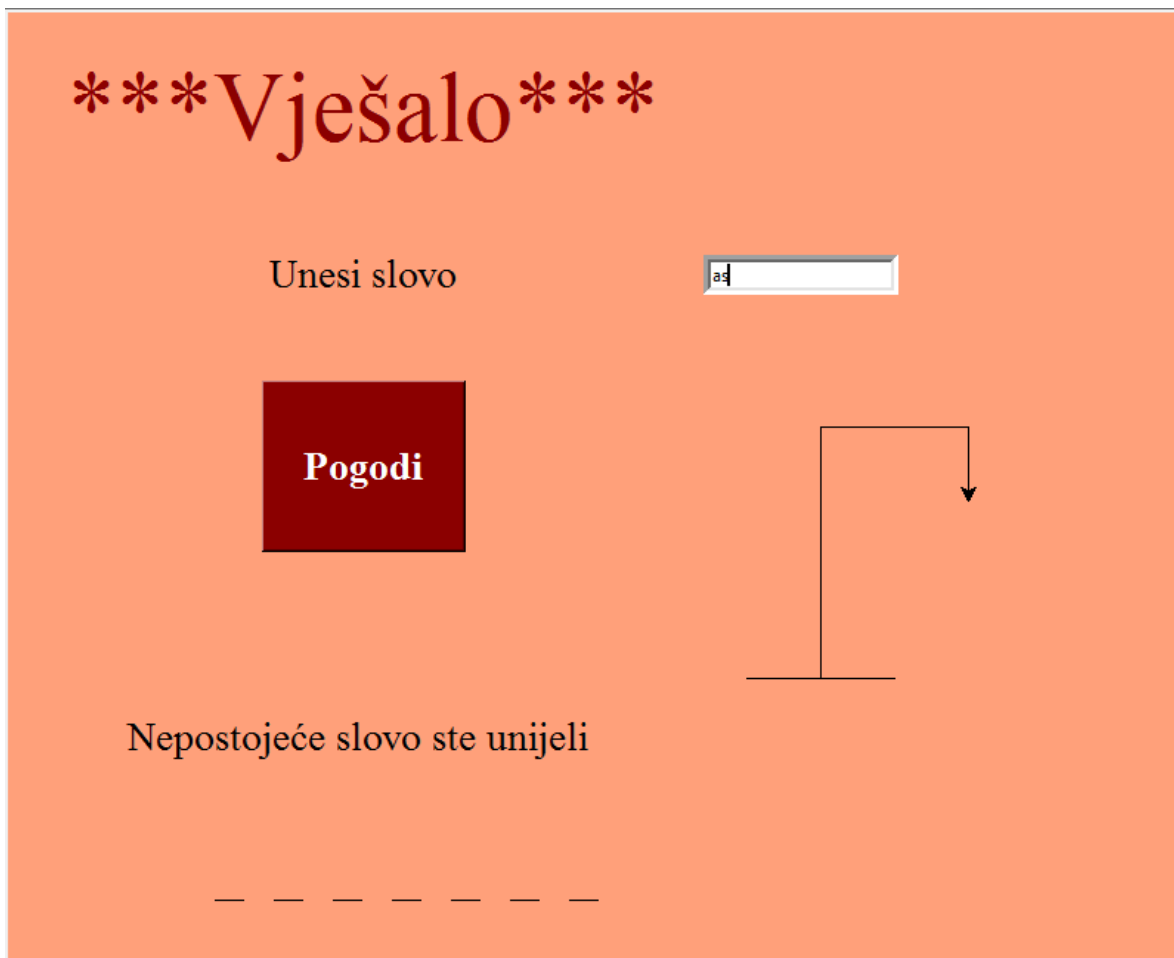 ***Vješalo***
Unesi slovo
as
Pogodi
Nepostojeće slovo ste unijeli
_ _ _ _ _ _ _